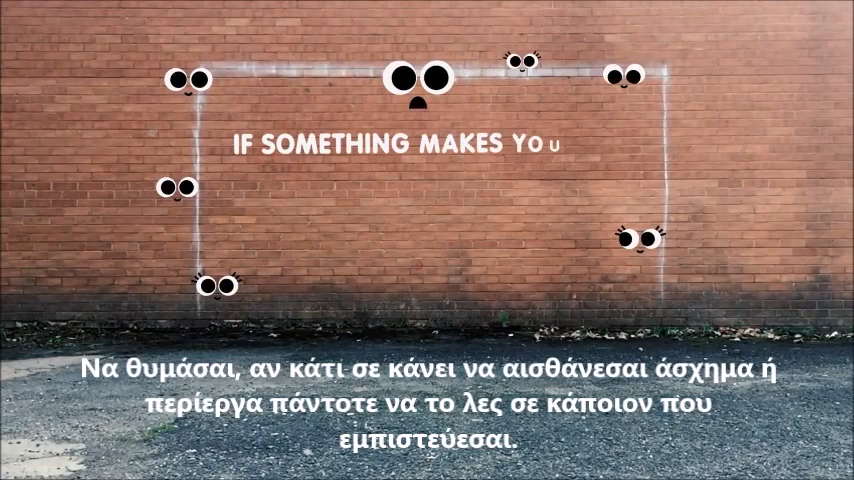 IF SOMETHING MAKES YOU
Να θυμάσαι, αν κάτι σε κάνει να αισθάνεσαι άσχημα ή
περίεργα πάντοτε να το λες σε κάποιον που
εμπιστεύεσαι.